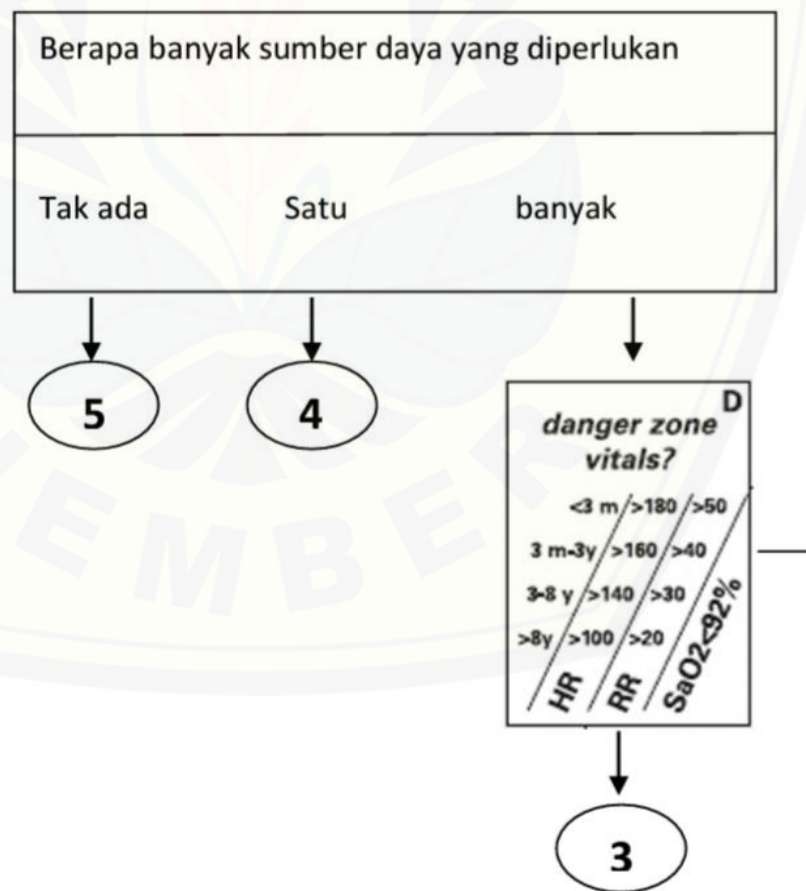 Berapa banyak sumber daya yang diperlukan
Tak ada Satu banyak
5 4
D
danger zone
vitals?
<3 m >180 >50
3 m-3y >160 >40
3-8 y >140 >30
>8y >100 >20
HR RR SaO2<92%
3
EMBER